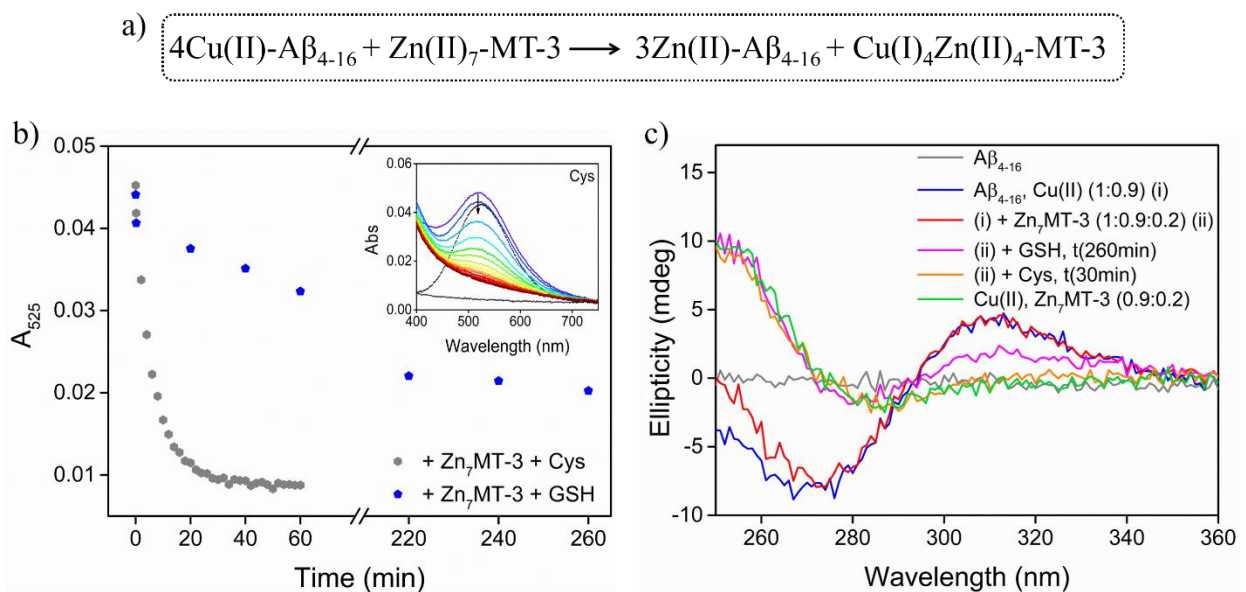 a)
4Cu(II)-Aβ₄₋₁₆ + Zn(II)₇-MT-3 ⟶ 3Zn(II)-Aβ₄₋₁₆ + Cu(I)₄Zn(II)₄-MT-3
b)
0.05
0.04
0.03
0.02
0.01
A₅₂₅
0
20
40
60
220
240
260
Time (min)
+ Zn₇MT-3 + Cys
+ Zn₇MT-3 + GSH
0.06
0.04
0.02
0.00
Abs
Cys
400
500
600
700
Wavelength (nm)
c)
15
10
5
0
-5
-10
Ellipticity (mdeg)
Aβ₄₋₁₆
Aβ₄₋₁₆, Cu(II) (1:0.9) (i)
(i) + Zn₇MT-3 (1:0.9:0.2) (ii)
(ii) + GSH, t(260min)
(ii) + Cys, t(30min)
Cu(II), Zn₇MT-3 (0.9:0.2)
260
280
300
320
340
360
Wavelength (nm)